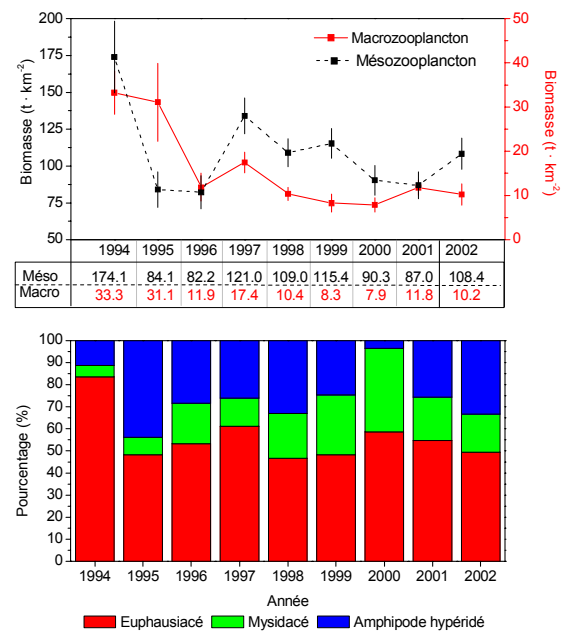 200
175
150
125
100
75
50
Biomasse (t · km⁻²)
Macrozooplancton
Mésozooplancton
50
40
30
20
10
0
Biomasse (t · km⁻²)
1994 1995 1996 1997 1998 1999 2000 2001 2002
Méso 174.1 84.1 82.2 121.0 109.0 115.4 90.3 87.0 108.4
Macro 33.3 31.1 11.9 17.4 10.4 8.3 7.9 11.8 10.2
100
90
80
70
60
50
40
30
20
10
0
Pourcentage (%)
1994 1995 1996 1997 1998 1999 2000 2001 2002
Année
Euphausiacé Mysidacé Amphipode hypéridé